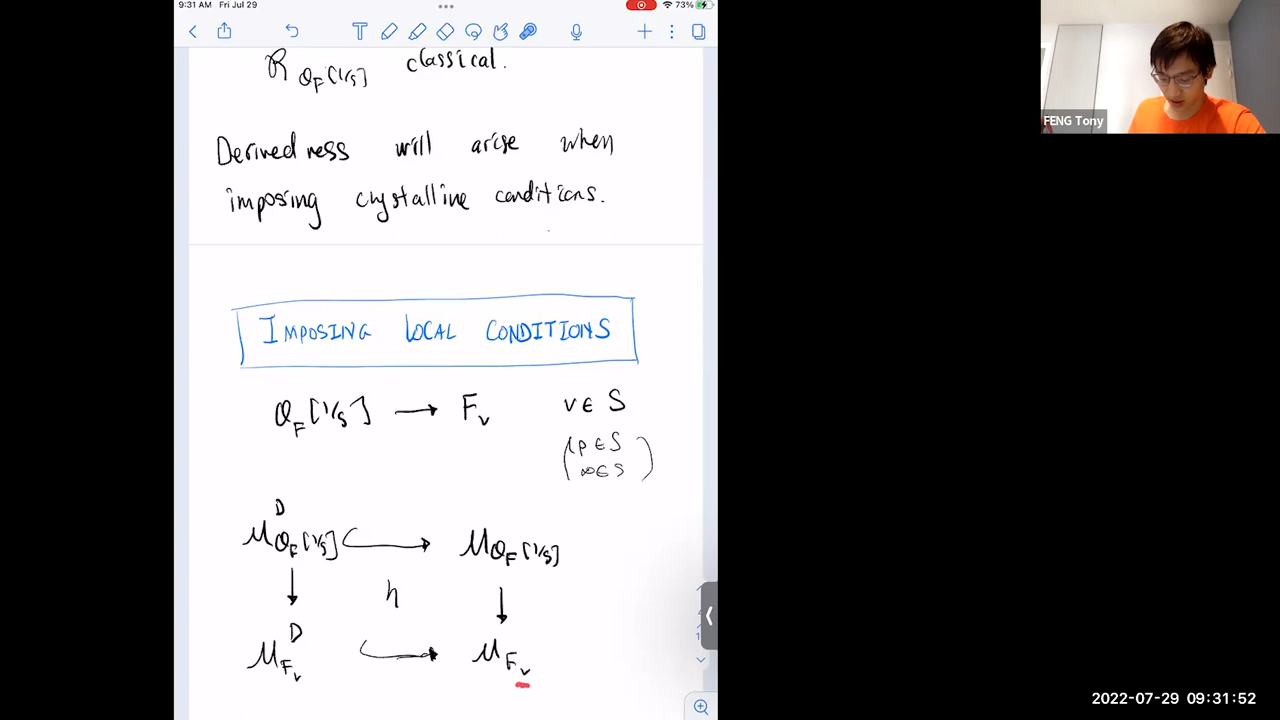 9:31 AM Fri Jul 29
73%
R_{O_F[1/S]} classical.
Derivedness will arise when
imposing crystalline conditions.
IMPOSING LOCAL CONDITIONS
O_F[1/S] → F_v v ∈ S
(p ∈ S
∞ ∈ S)
M^D_{O_F[1/S]} ↪ M_{O_F[1/S]}
↓ h ↓
M^D_{F_v} ↪ M_{F_v}
FENG Tony
2022-07-29 09:31:52